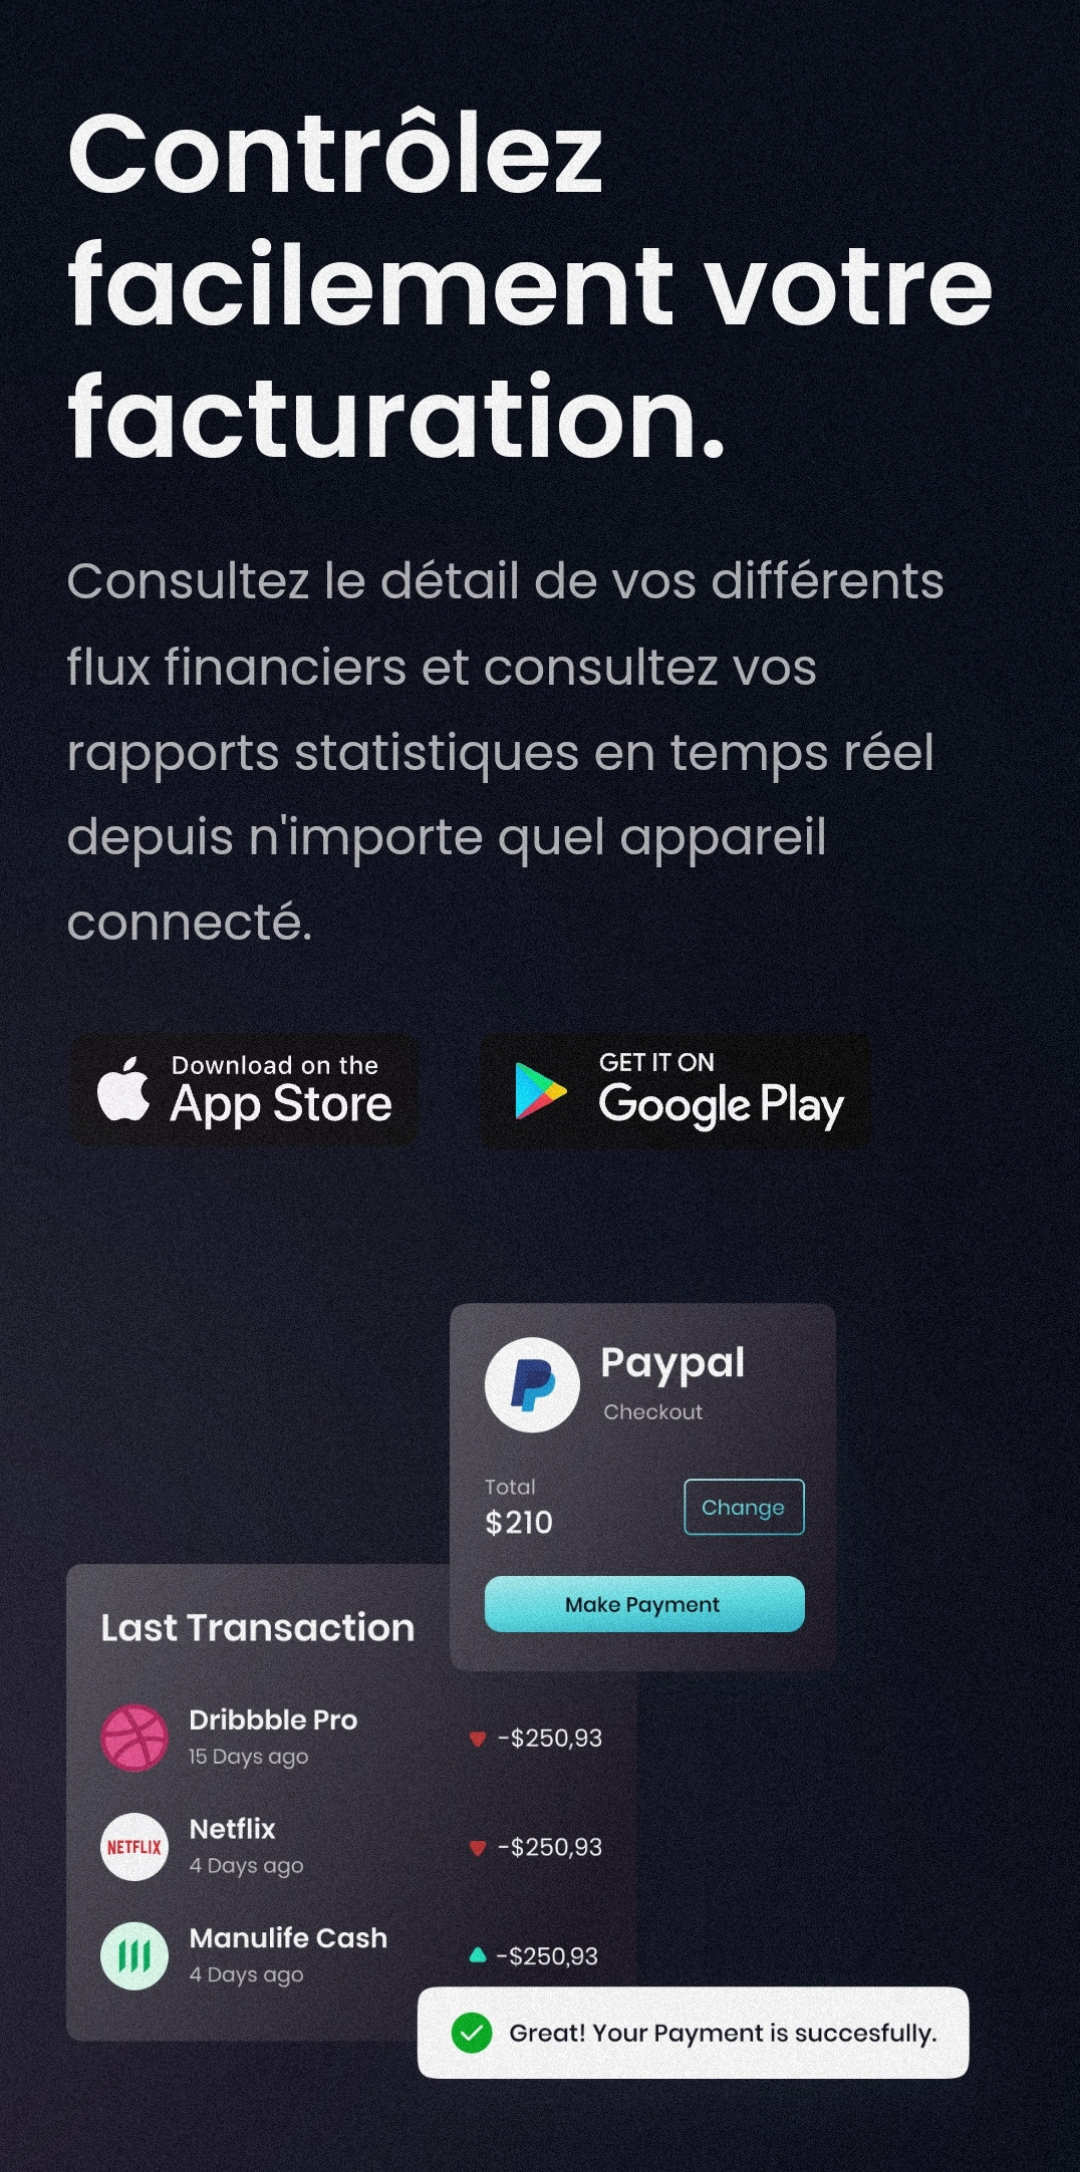 Contrôlez
facilement votre
facturation.
Consultez le détail de vos différents
flux financiers et consultez vos
rapports statistiques en temps réel
depuis n'importe quel appareil
connecté.
Download on the
App Store
GET IT ON
Google Play
Paypal
Checkout
Total
$210
Change
Make Payment
Last Transaction
Dribbble Pro
15 Days ago
-$250,93
NETFLIX
Netflix
4 Days ago
-$250,93
Manulife Cash
4 Days ago
-$250,93
Great! Your Payment is succesfully.